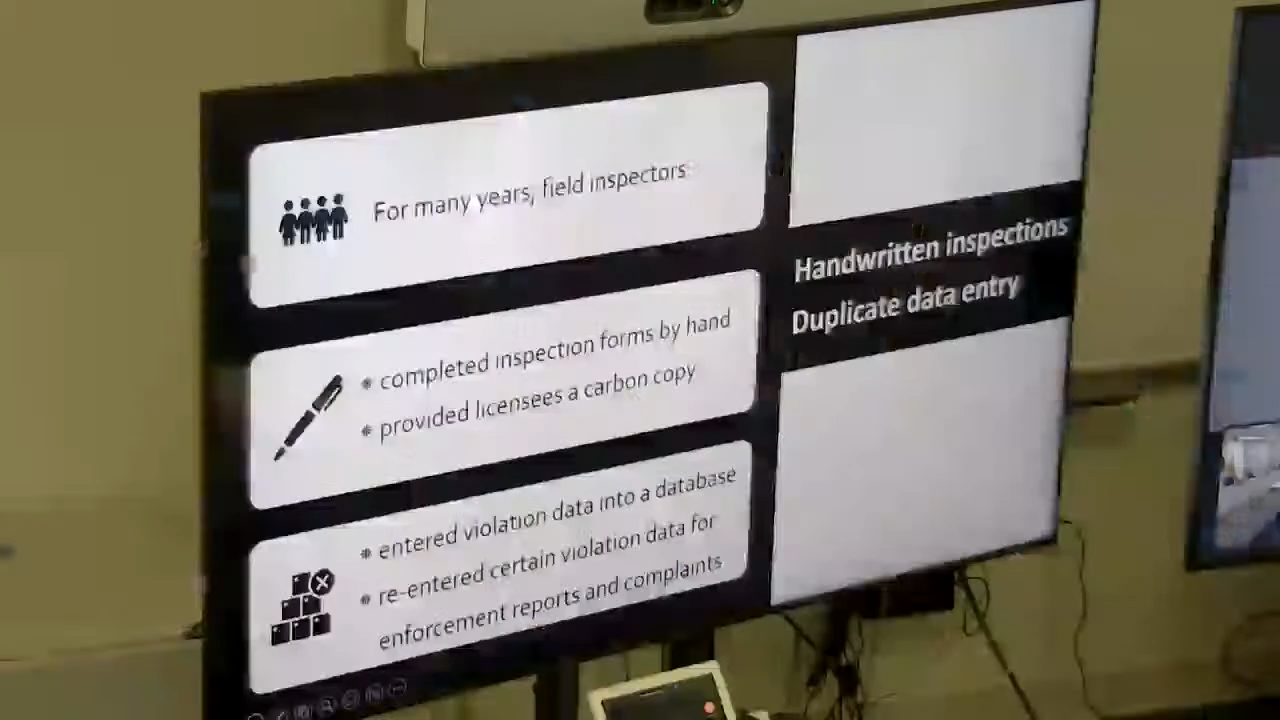 For many years, field inspectors:
* completed inspection forms by hand
* provided licensees a carbon copy
* entered violation data into a database
* re-entered certain violation data for
enforcement reports and complaints
Handwritten inspections
Duplicate data entry